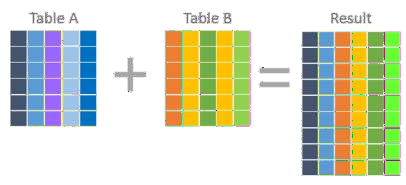 Table A Table B Result
+ =